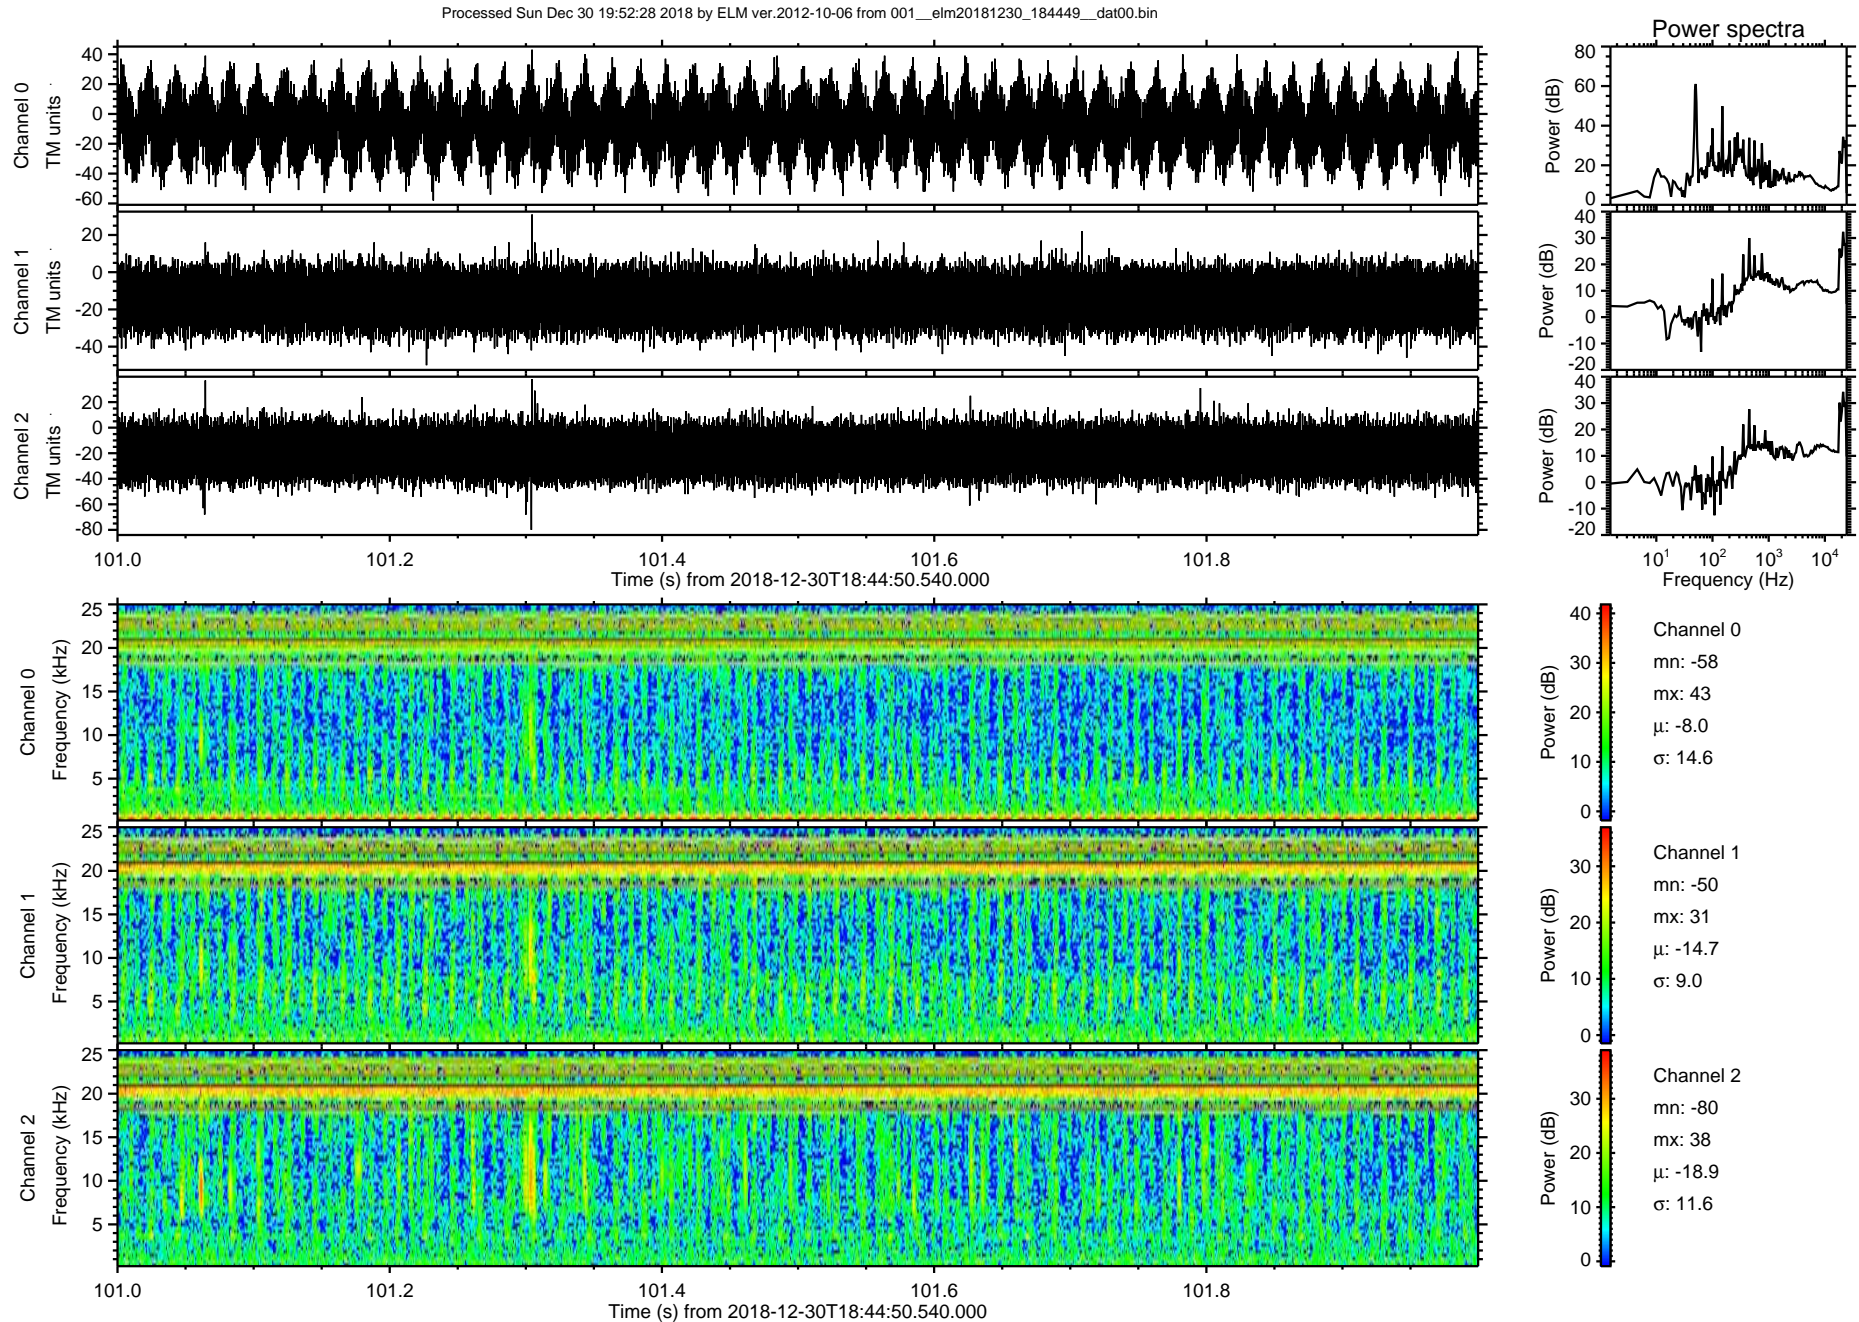 Processed Sun Dec 30 19:52:28 2018 by ELM ver.2012-10-06 from 001__elm20181230_184449__dat00.bin
Power spectra
Channel 0
TM units
40
20
0
-20
-40
-60
Power (dB)
80
60
40
20
0
Channel 1
TM units
20
0
-20
-40
Power (dB)
40
30
20
10
0
-10
-20
Channel 2
TM units
20
0
-20
-40
-60
-80
Power (dB)
40
30
20
10
0
-10
-20
101.0 101.2 101.4 101.6 101.8
Time (s) from 2018-12-30T18:44:50.540.000
10^1 10^2 10^3 10^4
Frequency (Hz)
Channel 0
Frequency (kHz)
25
20
15
10
5
Power (dB)
40
30
20
10
0
Channel 0
mn: -58
mx: 43
μ: -8.0
σ: 14.6
Channel 1
Frequency (kHz)
25
20
15
10
5
Power (dB)
30
20
10
0
Channel 1
mn: -50
mx: 31
μ: -14.7
σ: 9.0
Channel 2
Frequency (kHz)
25
20
15
10
5
Power (dB)
30
20
10
0
Channel 2
mn: -80
mx: 38
μ: -18.9
σ: 11.6
101.0 101.2 101.4 101.6 101.8
Time (s) from 2018-12-30T18:44:50.540.000